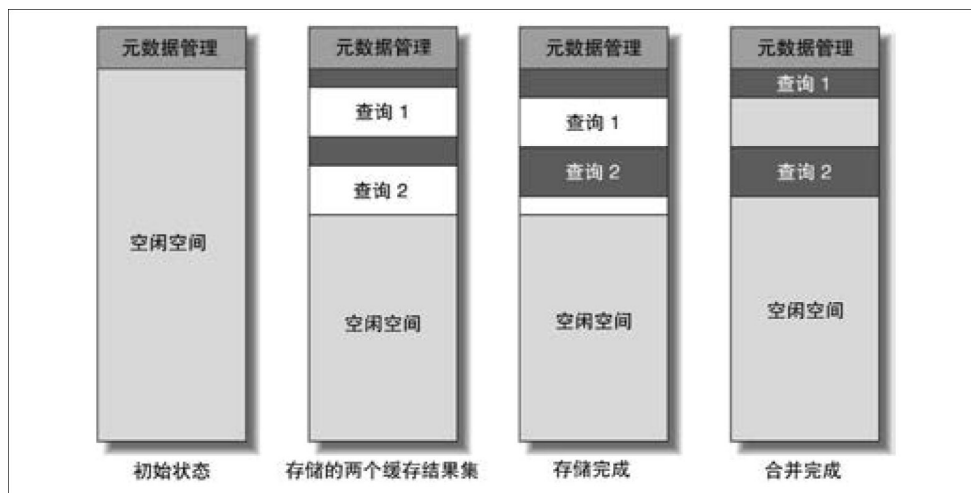 元数据管理
空闲空间
初始状态
元数据管理
查询 1
查询 2
空闲空间
存储的两个缓存结果集
元数据管理
查询 1
查询 2
空闲空间
存储完成
元数据管理
查询 1
查询 2
空闲空间
合并完成